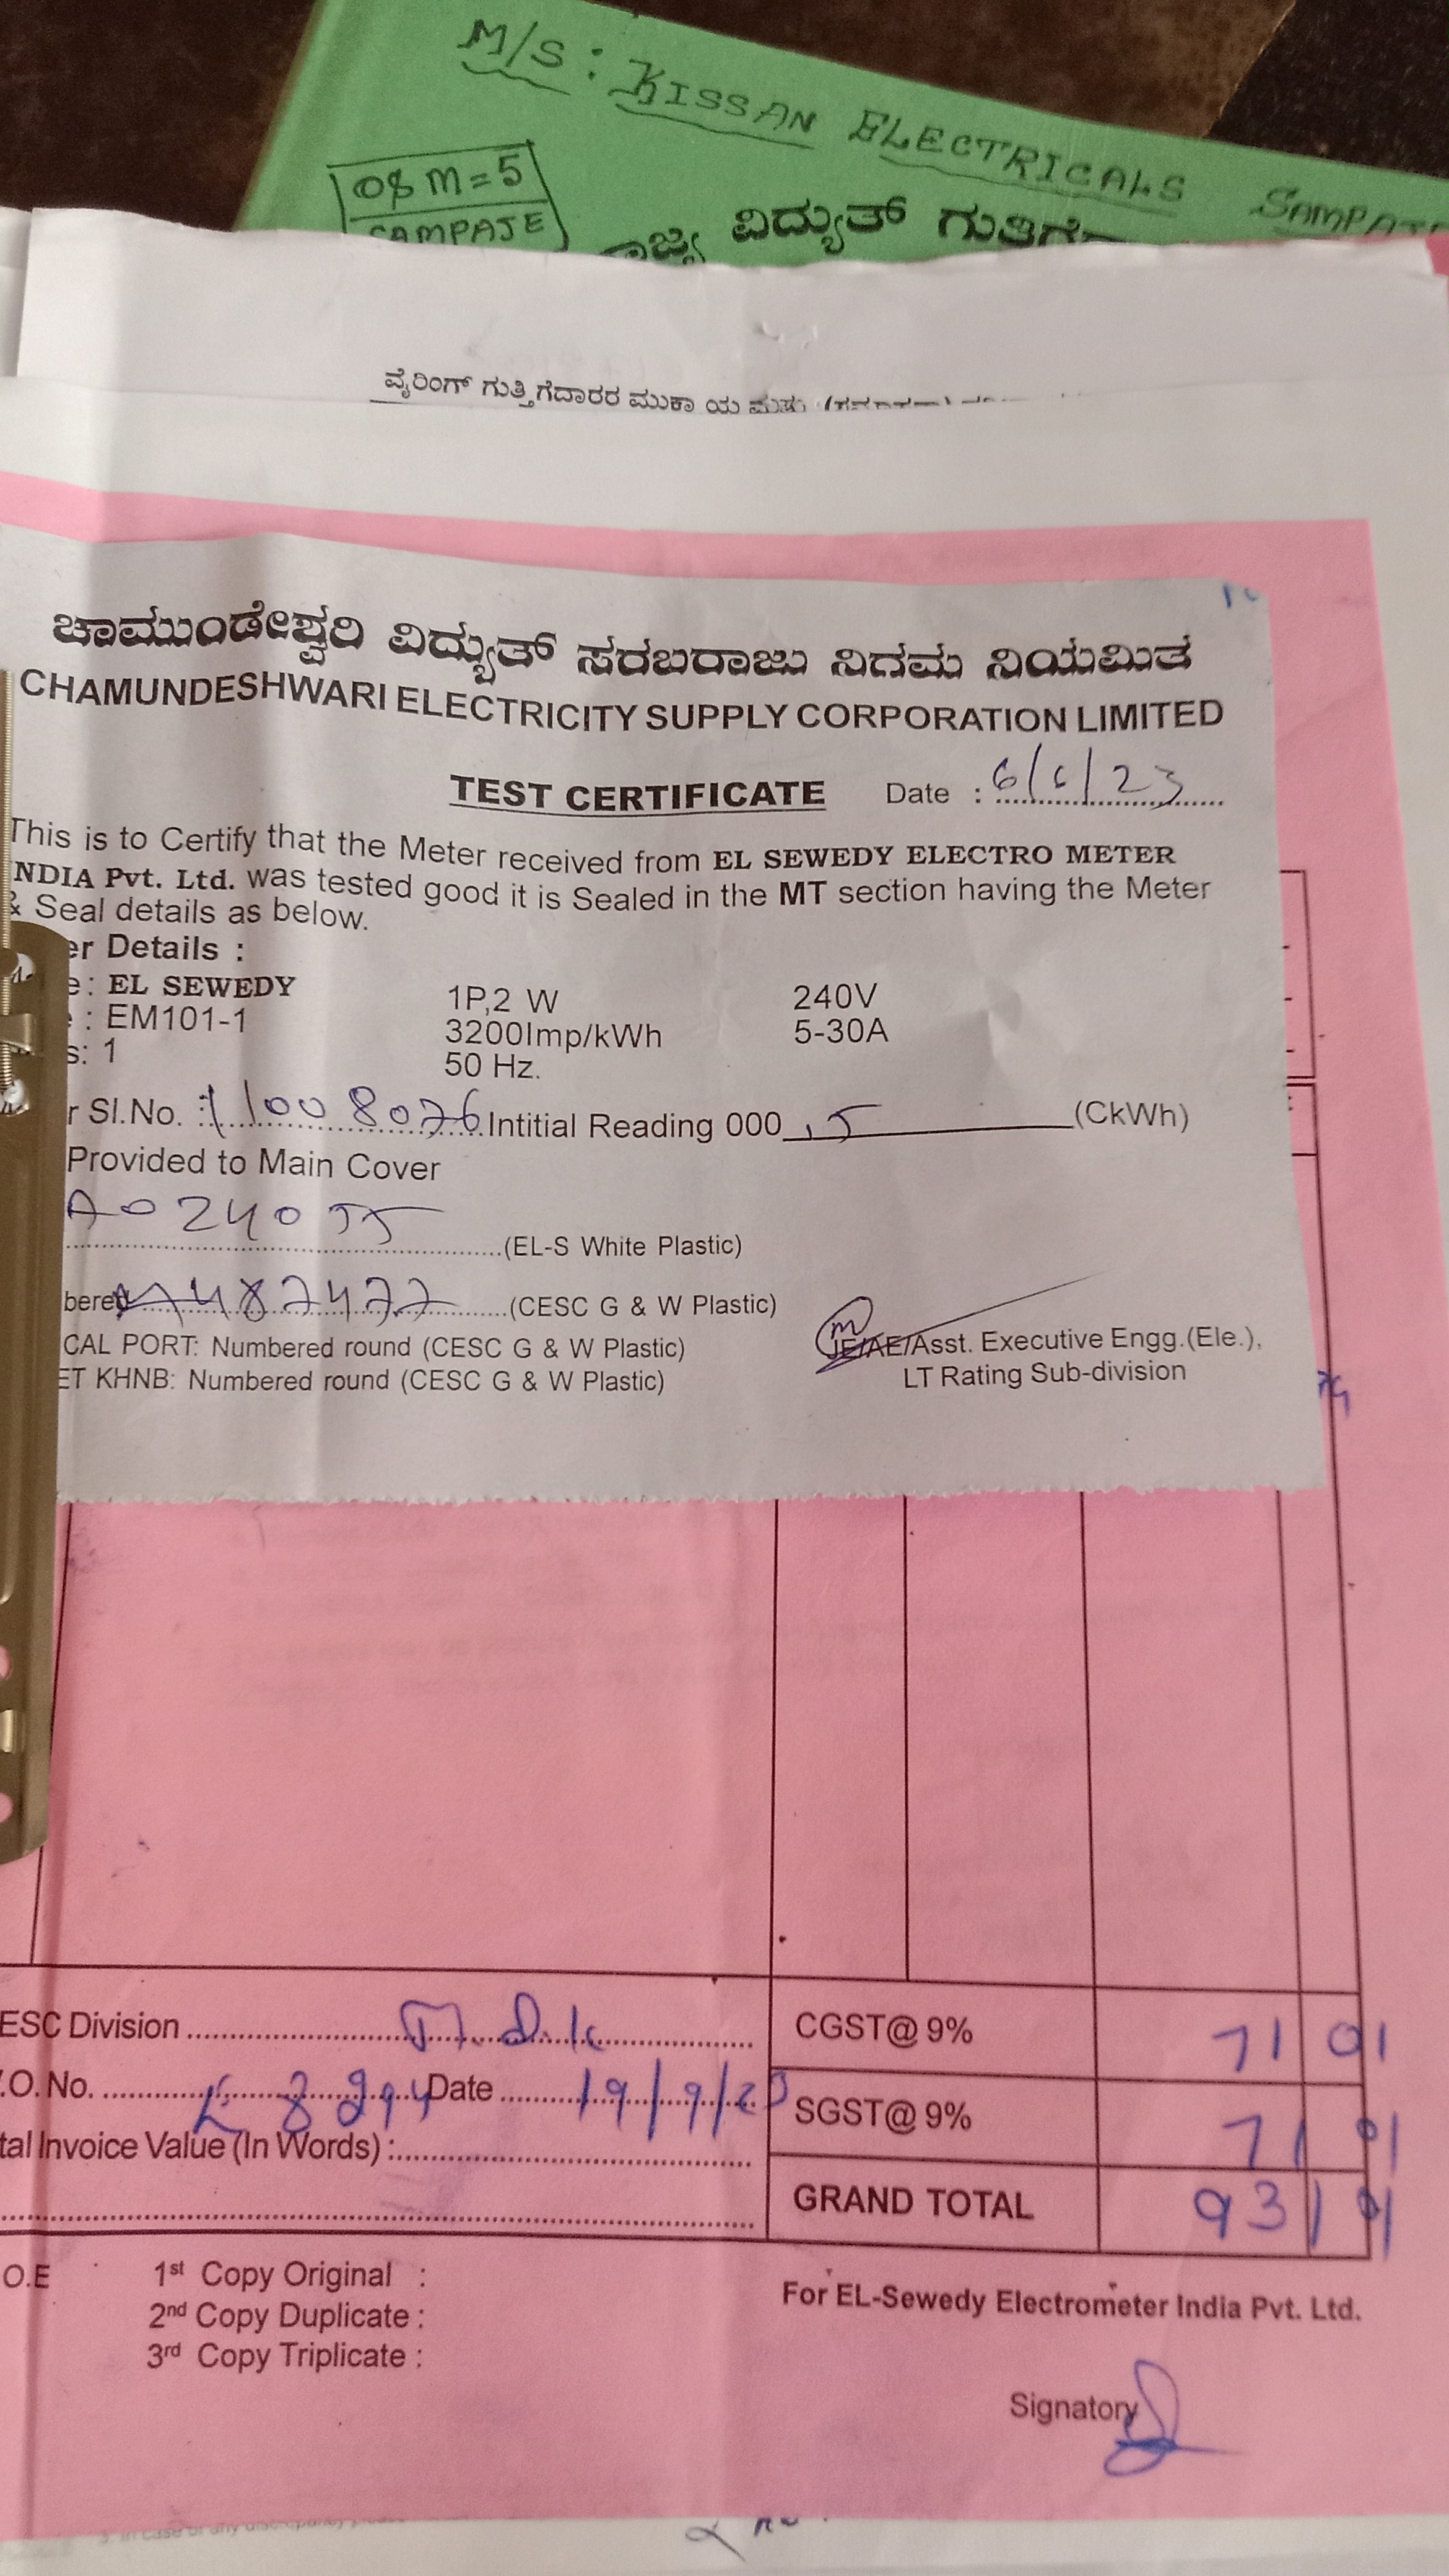 M/S: KISSAN ELECTRICALS SAMPAJE
O&M=5
SAMPAJE
ರಾಜ್ಯ ವಿದ್ಯುತ್ ಗುತ್ತಿಗೆ
ವೈರಿಂಗ್ ಗುತ್ತಿಗೆದಾರರ
ಚಾಮುಂಡೇಶ್ವರಿ ವಿದ್ಯುತ್ ಸರಬರಾಜು ನಿಗಮ ನಿಯಮಿತ
CHAMUNDESHWARI ELECTRICITY SUPPLY CORPORATION LIMITED
TEST CERTIFICATE Date : 6/6/23
This is to Certify that the Meter received from EL SEWEDY ELECTRO METER
NDIA Pvt. Ltd. was tested good it is Sealed in the MT section having the Meter
& Seal details as below.
er Details :
e: EL SEWEDY 1P,2 W 240V
: EM101-1 3200Imp/kWh 5-30A
s: 1 50 Hz.
r Sl.No. : 11008076 Intitial Reading 000 .5 (CkWh)
Provided to Main Cover
A0024055 (EL-S White Plastic)
bered M487477 (CESC G & W Plastic)
CAL PORT: Numbered round (CESC G & W Plastic)
ET KHNB: Numbered round (CESC G & W Plastic)
JE/AE/Asst. Executive Engg.(Ele.),
LT Rating Sub-division
ESC Division M.D.K CGST@ 9% 71 01
.O. No. 8294 Date 19/9/23 SGST@ 9% 71 01
tal Invoice Value (In Words) :
GRAND TOTAL 931 01
O.E 1st Copy Original :
2nd Copy Duplicate :
3rd Copy Triplicate :
For EL-Sewedy Electrometer India Pvt. Ltd.
Signatory